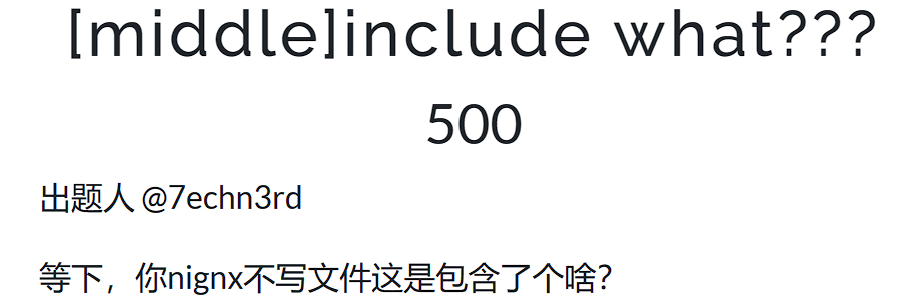 [middle]include what???
500
出题人 @7echn3rd
等下，你nignx不写文件这是包含了个啥？